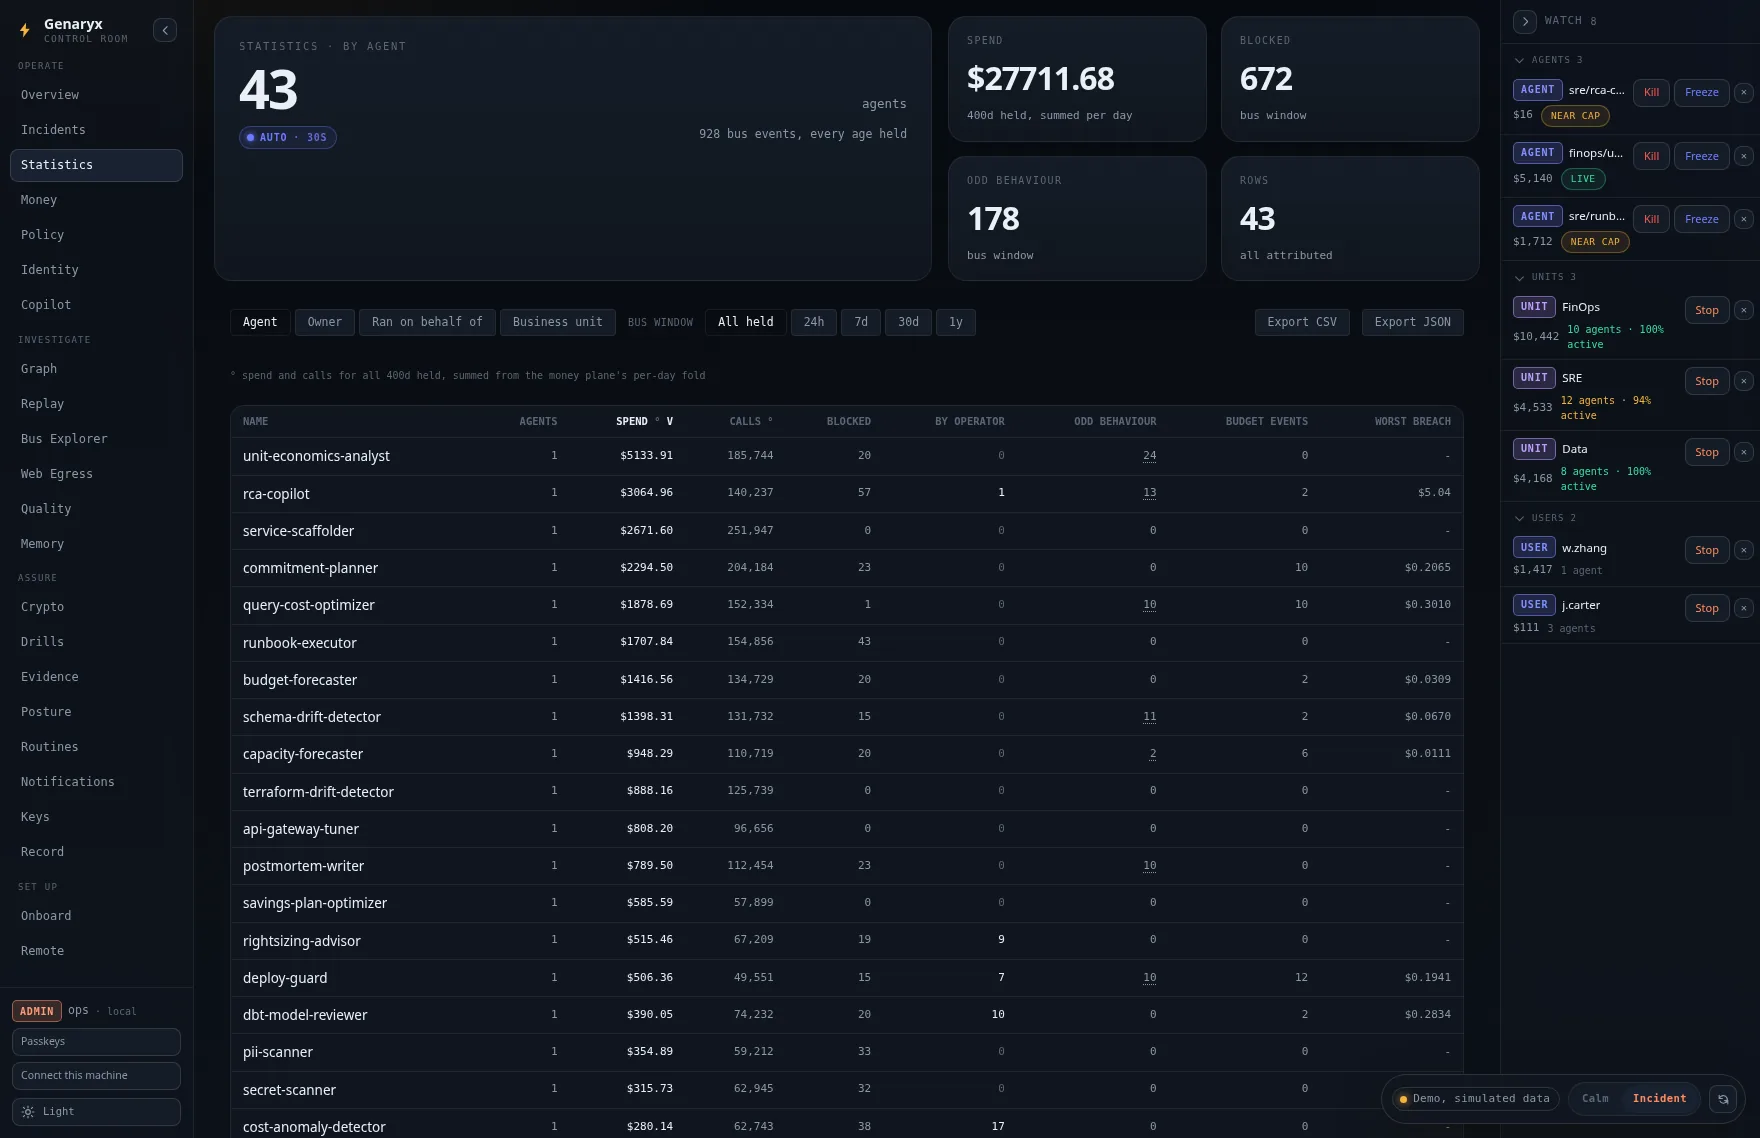 Genaryx
CONTROL ROOM
OPERATE
Overview
Incidents
Statistics
Money
Policy
Identity
Copilot
INVESTIGATE
Graph
Replay
Bus Explorer
Web Egress
Quality
Memory
ASSURE
Crypto
Drills
Evidence
Posture
Routines
Notifications
Keys
Record
SET UP
Onboard
Remote
ADMIN ops · local
Passkeys
Connect this machine
Light
STATISTICS · BY AGENT
43
agents
AUTO · 30S
928 bus events, every age held
SPEND
$27711.68
400d held, summed per day
BLOCKED
672
bus window
ODD BEHAVIOUR
178
bus window
ROWS
43
all attributed
Agent Owner Ran on behalf of Business unit BUS WINDOW All held 24h 7d 30d 1y Export CSV Export JSON
° spend and calls for all 400d held, summed from the money plane's per-day fold
NAME AGENTS SPEND ° V CALLS ° BLOCKED BY OPERATOR ODD BEHAVIOUR BUDGET EVENTS WORST BREACH
unit-economics-analyst 1 $5133.91 185,744 20 0 24 0 -
rca-copilot 1 $3064.96 140,237 57 1 13 2 $5.04
service-scaffolder 1 $2671.60 251,947 0 0 0 0 -
commitment-planner 1 $2294.50 204,184 23 0 0 10 $0.2065
query-cost-optimizer 1 $1878.69 152,334 1 0 10 10 $0.3010
runbook-executor 1 $1707.84 154,856 43 0 0 0 -
budget-forecaster 1 $1416.56 134,729 20 0 0 2 $0.0309
schema-drift-detector 1 $1398.31 131,732 15 0 11 2 $0.0670
capacity-forecaster 1 $948.29 110,719 20 0 2 6 $0.0111
terraform-drift-detector 1 $888.16 125,739 0 0 0 0 -
api-gateway-tuner 1 $808.20 96,656 0 0 0 0 -
postmortem-writer 1 $789.50 112,454 23 0 10 0 -
savings-plan-optimizer 1 $585.59 57,899 0 0 0 0 -
rightsizing-advisor 1 $515.46 67,209 19 9 0 0 -
deploy-guard 1 $506.36 49,551 15 7 10 12 $0.1941
dbt-model-reviewer 1 $390.05 74,232 20 10 0 2 $0.2834
pii-scanner 1 $354.89 59,212 33 0 0 0 -
secret-scanner 1 $315.73 62,945 32 0 0 0
cost-anomaly-detector 1 $280.14 62,743 38 17 0 0 -
WATCH 8
AGENTS 3
AGENT sre/rca-c... Kill Freeze ×
$16 NEAR CAP
AGENT finops/u... Kill Freeze ×
$5,140 LIVE
AGENT sre/runb... Kill Freeze ×
$1,712 NEAR CAP
UNITS 3
UNIT FinOps Stop ×
$10,442 10 agents · 100% active
UNIT SRE Stop ×
$4,533 12 agents · 94% active
UNIT Data Stop ×
$4,168 8 agents · 100% active
USERS 2
USER w.zhang Stop ×
$1,417 1 agent
USER j.carter Stop ×
$111 3 agents
Demo, simulated data Calm Incident